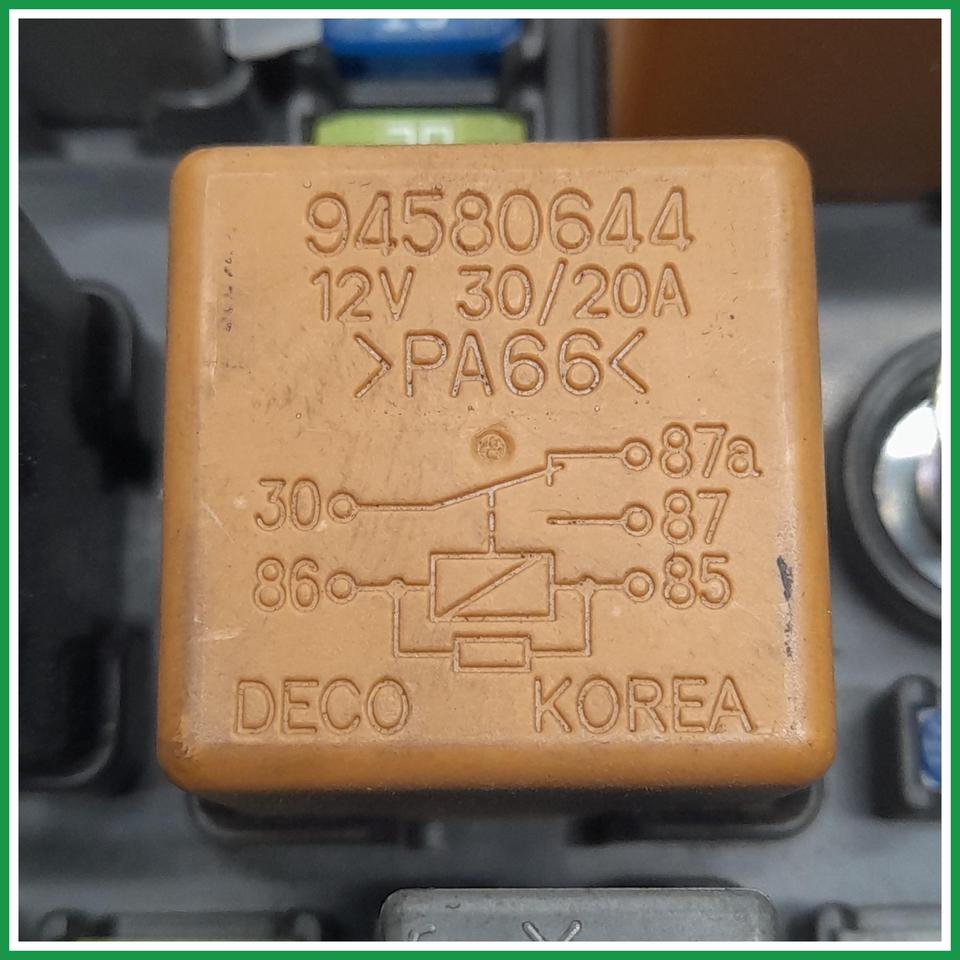 94580644
12V 30/20A
>PA66<
87a
30
87
86
85
DECO KOREA